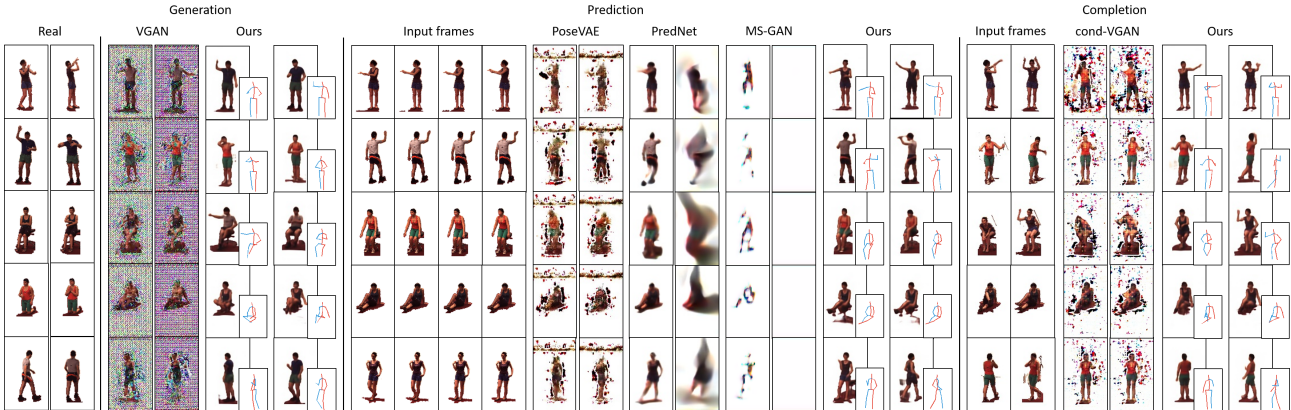 Generation Prediction Completion
Real VGAN Ours Input frames PoseVAE PredNet MS-GAN Ours Input frames cond-VGAN Ours